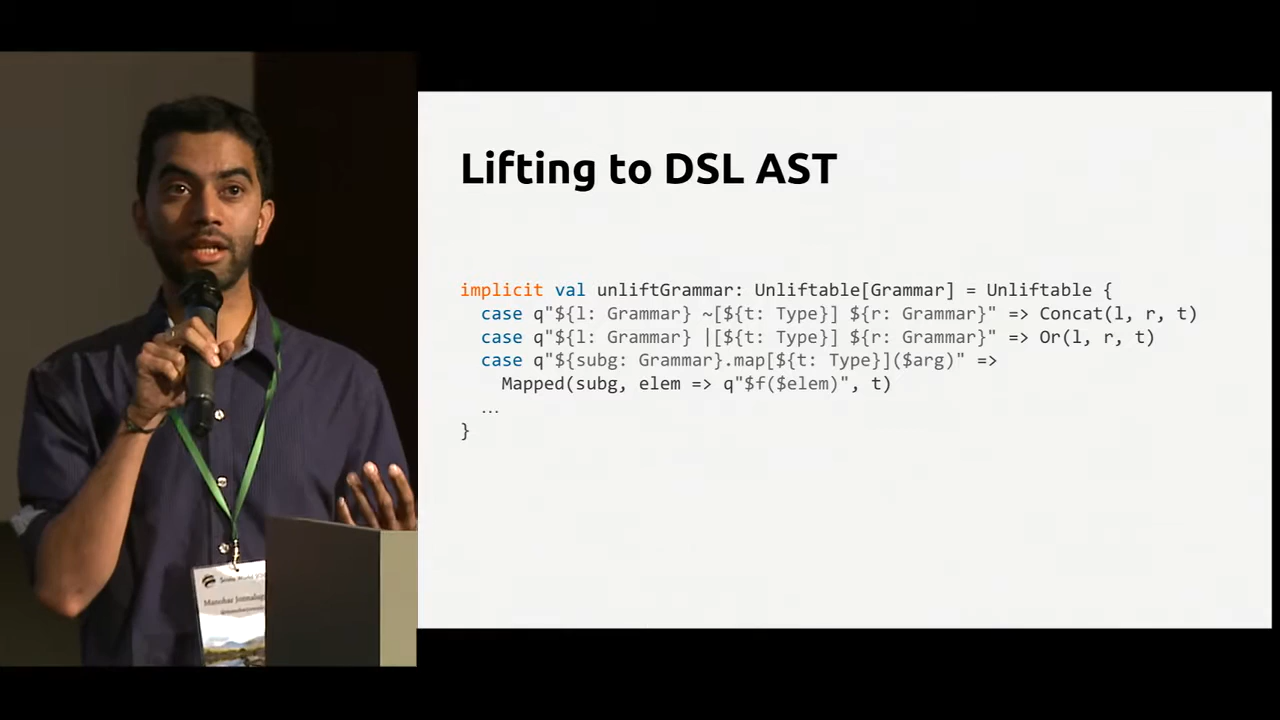 Lifting to DSL AST
implicit val unliftGrammar: Unliftable[Grammar] = Unliftable {
case q"${l: Grammar} ~[${t: Type}] ${r: Grammar}" => Concat(l, r, t)
case q"${l: Grammar} |[${t: Type}] ${r: Grammar}" => Or(l, r, t)
case q"${subg: Grammar}.map[${t: Type}]($arg)" =>
Mapped(subg, elem => q"$f($elem)", t)
…
}
Manohar